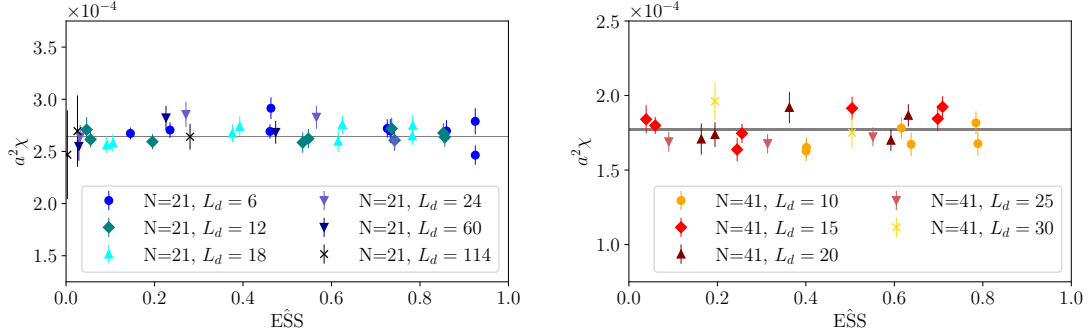 ×10⁻⁴
3.5
3.0
2.5
2.0
1.5
a²χ
N=21, L_d = 6
N=21, L_d = 12
N=21, L_d = 18
N=21, L_d = 24
N=21, L_d = 60
N=21, L_d = 114
0.0 0.2 0.4 0.6 0.8 1.0
EŜS
×10⁻⁴
2.5
2.0
1.5
1.0
a²χ
N=41, L_d = 10
N=41, L_d = 15
N=41, L_d = 20
N=41, L_d = 25
N=41, L_d = 30
0.0 0.2 0.4 0.6 0.8 1.0
EŜS